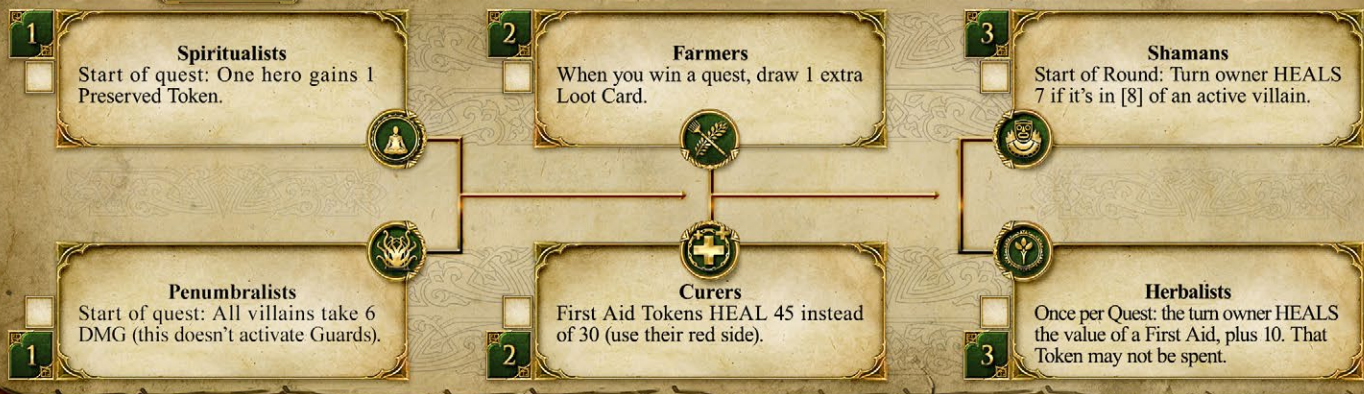 1
Spiritualists
Start of quest: One hero gains 1
Preserved Token.
2
Farmers
When you win a quest, draw 1 extra
Loot Card.
3
Shamans
Start of Round: Turn owner HEALS
7 if it's in [8] of an active villain.
1
Penumbralists
Start of quest: All villains take 6
DMG (this doesn't activate Guards).
2
Curers
First Aid Tokens HEAL 45 instead
of 30 (use their red side).
3
Herbalists
Once per Quest: the turn owner HEALS
the value of a First Aid, plus 10. That
Token may not be spent.